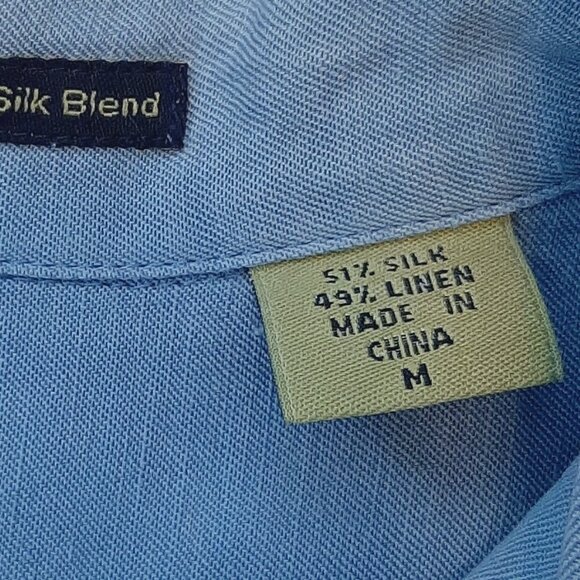 Silk Blend
51% SILK
49% LINEN
MADE IN
CHINA
M